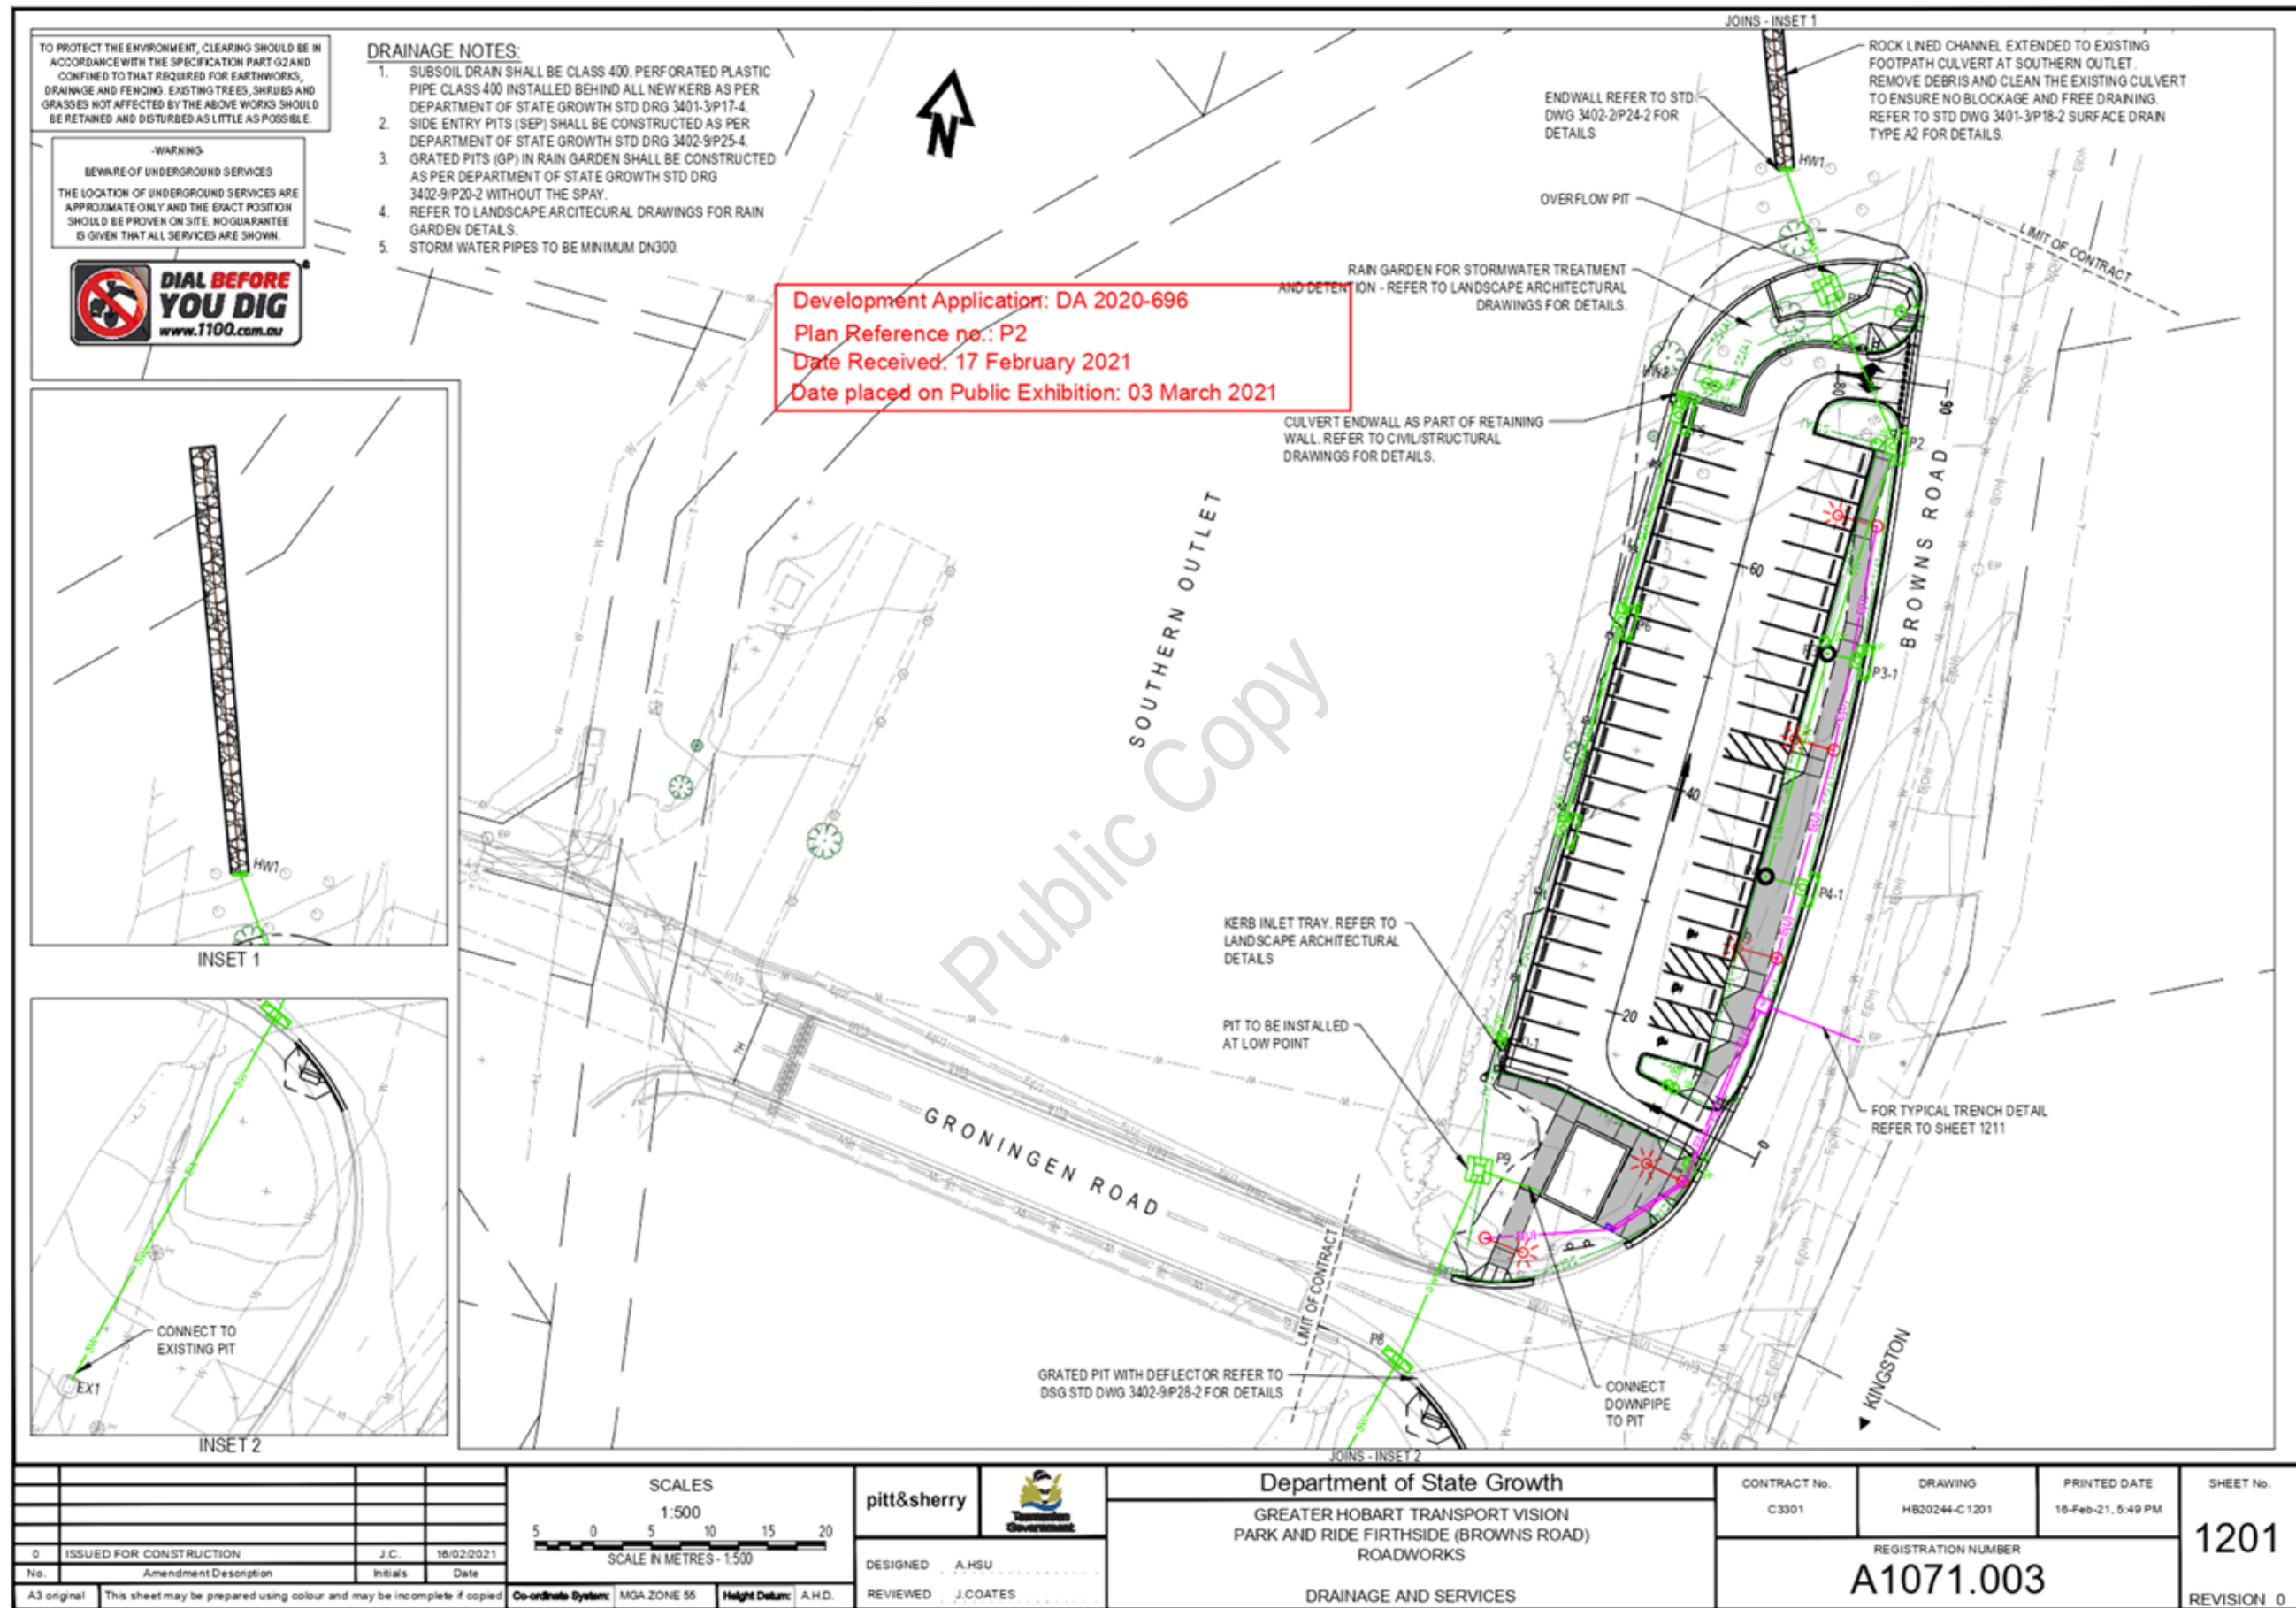 JOINS - INSET 1
TO PROTECT THE ENVIRONMENT, CLEARING SHOULD BE IN
ACCORDANCE WITH THE SPECIFICATION PART G2 AND
CONFINED TO THAT REQUIRED FOR EARTHWORKS,
DRAINAGE AND FENCING. EXISTING TREES, SHRUBS AND
GRASSES NOT AFFECTED BY THE ABOVE WORKS SHOULD
BE RETAINED AND DISTURBED AS LITTLE AS POSSIBLE.
-WARNING-
BEWARE OF UNDERGROUND SERVICES
THE LOCATION OF UNDERGROUND SERVICES ARE
APPROXIMATE ONLY AND THE EXACT POSITION
SHOULD BE PROVEN ON SITE. NO GUARANTEE
IS GIVEN THAT ALL SERVICES ARE SHOWN.
DIAL BEFORE
YOU DIG
www.1100.com.au
DRAINAGE NOTES:
1. SUBSOIL DRAIN SHALL BE CLASS 400. PERFORATED PLASTIC
PIPE CLASS 400 INSTALLED BEHIND ALL NEW KERB AS PER
DEPARTMENT OF STATE GROWTH STD DRG 3401-3/P17-4.
2. SIDE ENTRY PITS (SEP) SHALL BE CONSTRUCTED AS PER
DEPARTMENT OF STATE GROWTH STD DRG 3402-9/P25-4.
3. GRATED PITS (GP) IN RAIN GARDEN SHALL BE CONSTRUCTED
AS PER DEPARTMENT OF STATE GROWTH STD DRG
3402-9/P20-2 WITHOUT THE SPAY.
4. REFER TO LANDSCAPE ARCITECURAL DRAWINGS FOR RAIN
GARDEN DETAILS.
5. STORM WATER PIPES TO BE MINIMUM DN300.
N
Development Application: DA 2020-696
Plan Reference no.: P2
Date Received: 17 February 2021
Date placed on Public Exhibition: 03 March 2021
ROCK LINED CHANNEL EXTENDED TO EXISTING
FOOTPATH CULVERT AT SOUTHERN OUTLET.
REMOVE DEBRIS AND CLEAN THE EXISTING CULVERT
TO ENSURE NO BLOCKAGE AND FREE DRAINING.
REFER TO STD DWG 3401-3/P18-2 SURFACE DRAIN
TYPE A2 FOR DETAILS.
ENDWALL REFER TO STD
DWG 3402-2/P24-2 FOR
DETAILS
HW1
OVERFLOW PIT
LIMIT OF CONTRACT
RAIN GARDEN FOR STORMWATER TREATMENT
AND DETENTION - REFER TO LANDSCAPE ARCHITECTURAL
DRAWINGS FOR DETAILS.
CULVERT ENDWALL AS PART OF RETAINING
WALL. REFER TO CIVIL/STRUCTURAL
DRAWINGS FOR DETAILS.
80
90
P2
P5
SOUTHERN OUTLET
BROWNS ROAD
60
P6
P3-1
40
P7
P4-1
Public Copy
KERB INLET TRAY. REFER TO
LANDSCAPE ARCHITECTURAL
DETAILS
20
PIT TO BE INSTALLED
AT LOW POINT
FOR TYPICAL TRENCH DETAIL
REFER TO SHEET 1211
0
P9
GRONINGEN ROAD
LIMIT OF CONTRACT
P8
GRATED PIT WITH DEFLECTOR REFER TO
DSG STD DWG 3402-9/P28-2 FOR DETAILS
CONNECT
DOWNPIPE
TO PIT
KINGSTON
JOINS - INSET 2
HW1
INSET 1
SW
SW
SW
SW
CONNECT TO
EXISTING PIT
EX1
INSET 2
0 ISSUED FOR CONSTRUCTION J.C. 16/02/2021
No. Amendment Description Initials Date
A3 original This sheet may be prepared using colour and may be incomplete if copied
SCALES
1:500
5 0 5 10 15 20
SCALE IN METRES - 1:500
Co-ordinate System: MGA ZONE 55 Height Datum: A.H.D.
pitt&sherry
Tasmanian
Government
DESIGNED A.HSU
REVIEWED J.COATES
Department of State Growth
GREATER HOBART TRANSPORT VISION
PARK AND RIDE FIRTHSIDE (BROWNS ROAD)
ROADWORKS
DRAINAGE AND SERVICES
CONTRACT No.
C3301
DRAWING
HB20244-C1201
PRINTED DATE
16-Feb-21, 5:49 PM
REGISTRATION NUMBER
A1071.003
SHEET No.
1201
REVISION 0